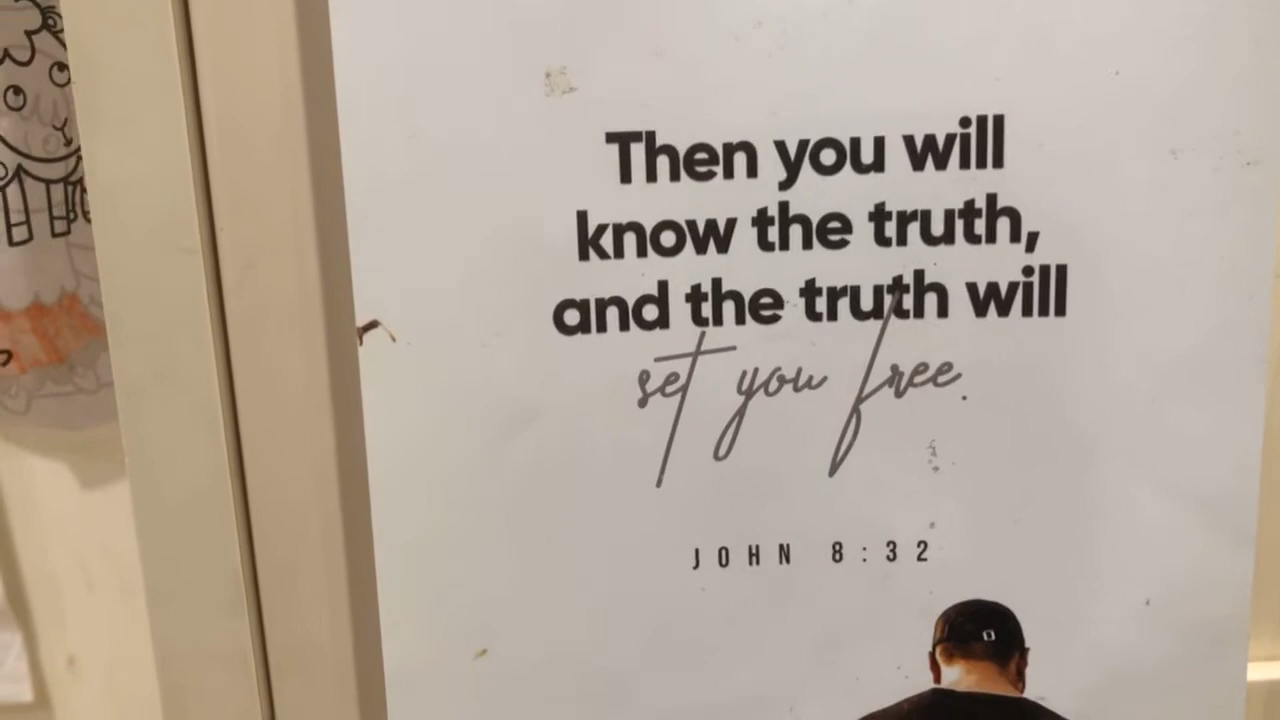 Then you will
know the truth,
and the truth will
set you free.
JOHN 8:32